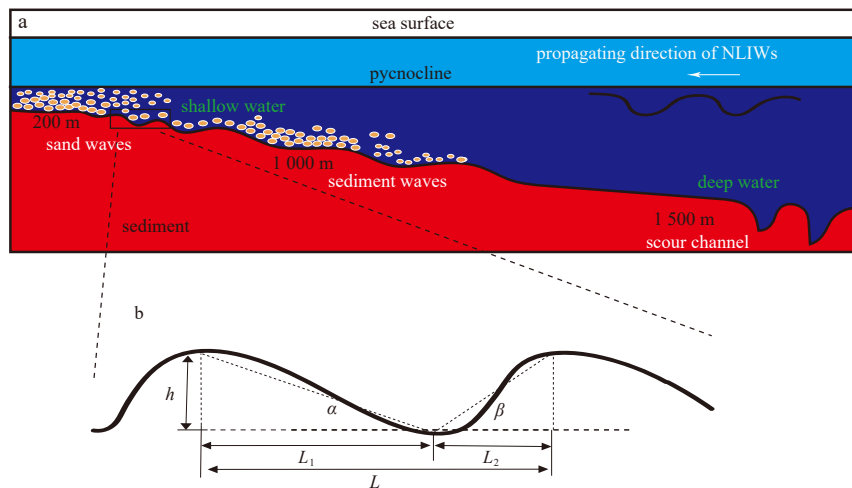 a
sea surface
propagating direction of NLIWs
pycnocline
shallow water
200 m
sand waves
1 000 m
sediment waves
deep water
1 500 m
scour channel
sediment
b
h
α
β
L1
L2
L